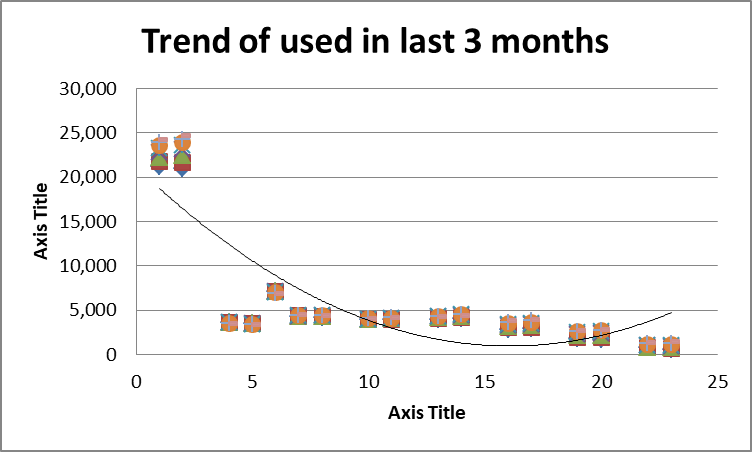 Trend of used in last 3 months
30,000
25,000
20,000
15,000
10,000
5,000
0
Axis Title
0 5 10 15 20 25
Axis Title